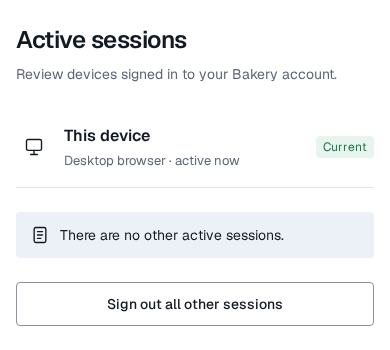 Active sessions
Review devices signed in to your Bakery account.
This device
Desktop browser · active now
Current
There are no other active sessions.
Sign out all other sessions